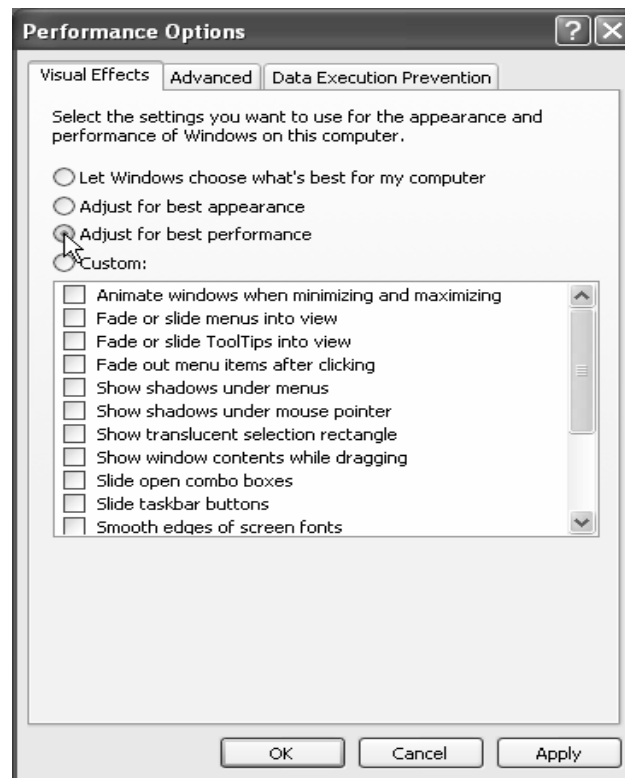 Performance Options
Visual Effects Advanced Data Execution Prevention
Select the settings you want to use for the appearance and
performance of Windows on this computer.
Let Windows choose what's best for my computer
Adjust for best appearance
Adjust for best performance
Custom:
Animate windows when minimizing and maximizing
Fade or slide menus into view
Fade or slide ToolTips into view
Fade out menu items after clicking
Show shadows under menus
Show shadows under mouse pointer
Show translucent selection rectangle
Show window contents while dragging
Slide open combo boxes
Slide taskbar buttons
Smooth edges of screen fonts
OK Cancel Apply